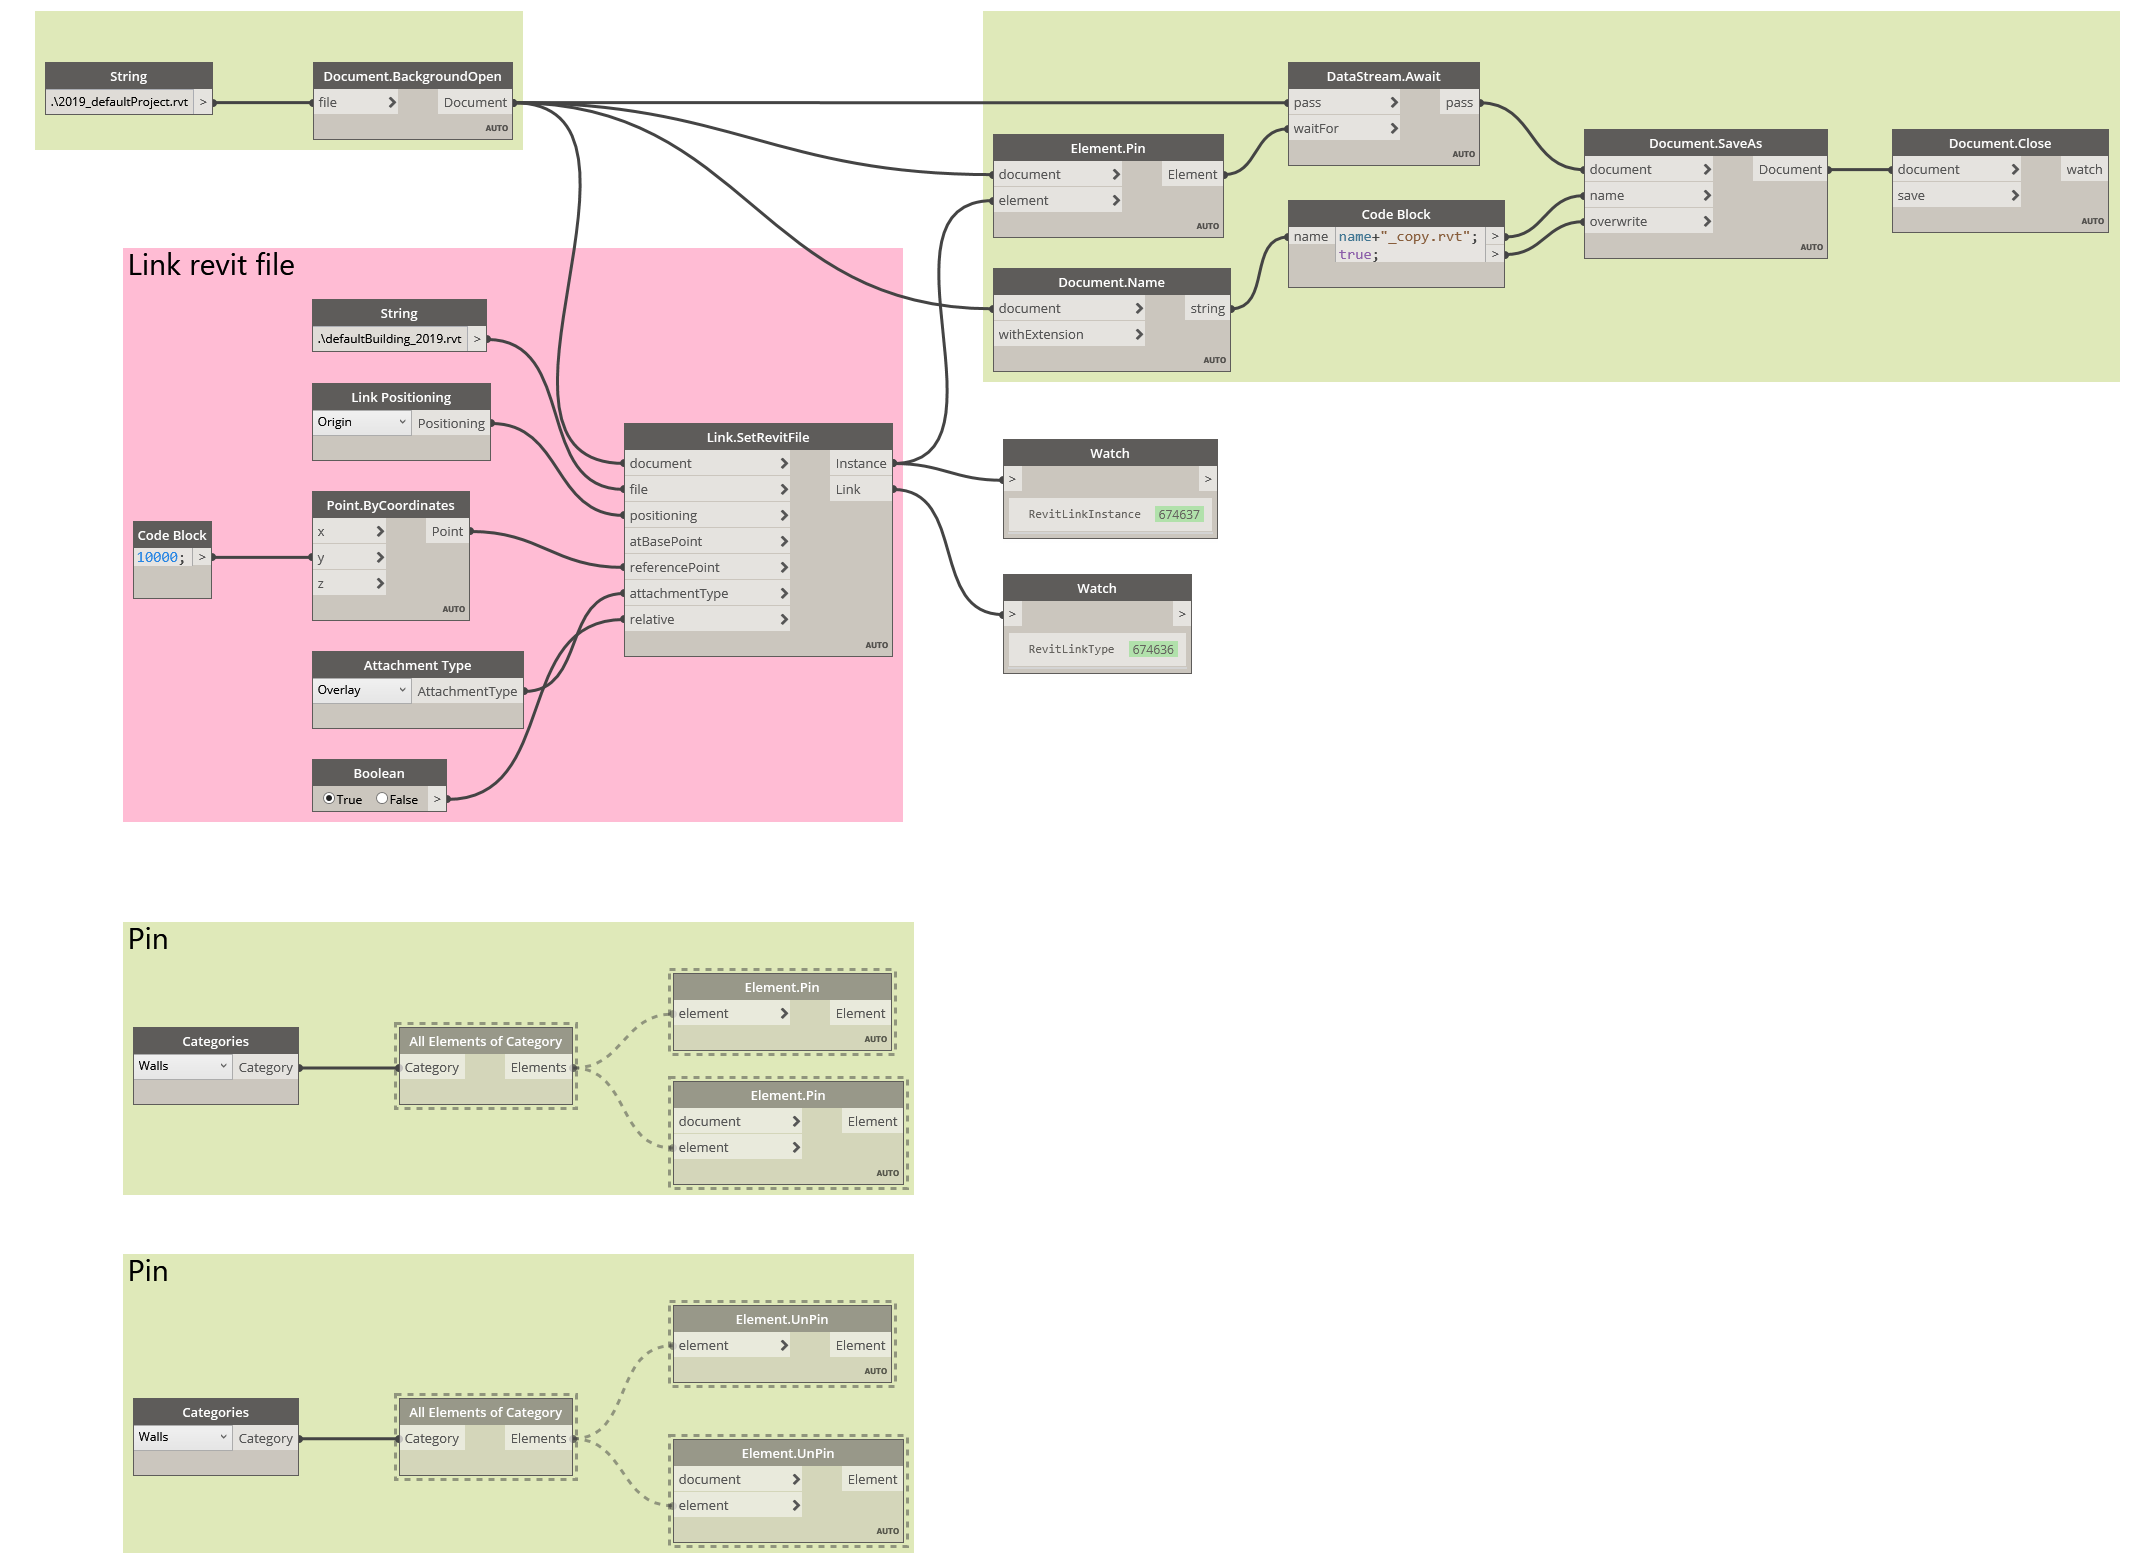 String
.\2019_defaultProject.rvt >
Document.BackgroundOpen
file Document
AUTO
Link revit file
String
.\defaultBuilding_2019.rvt >
Link Positioning
Origin Positioning
Code Block
10000; >
Point.ByCoordinates
x Point
y
z
AUTO
Attachment Type
Overlay AttachmentType
Boolean
True False >
Link.SetRevitFile
document Instance
file Link
positioning
atBasePoint
referencePoint
attachmentType
relative
AUTO
Element.Pin
document Element
element
AUTO
Document.Name
document string
withExtension
AUTO
DataStream.Await
pass pass
waitFor
AUTO
Code Block
name name+"_copy.rvt"; >
true; >
Document.SaveAs
document Document
name
overwrite
AUTO
Document.Close
document watch
save
AUTO
Watch
> >
RevitLinkInstance 674637
Watch
> >
RevitLinkType 674636
Pin
Categories
Walls Category
All Elements of Category
Category Elements
Element.Pin
element Element
AUTO
Element.Pin
document Element
element
AUTO
Pin
Categories
Walls Category
All Elements of Category
Category Elements
Element.UnPin
element Element
AUTO
Element.UnPin
document Element
element
AUTO